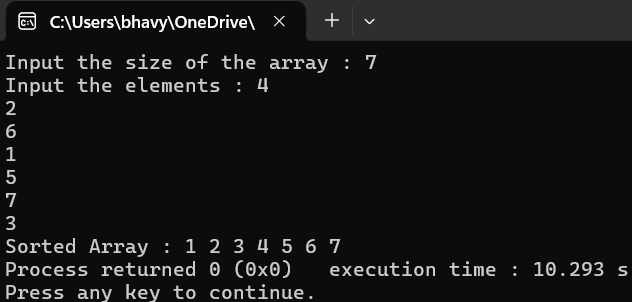 C:\Users\bhavy\OneDrive\
Input the size of the array : 7
Input the elements : 4
2
6
1
5
7
3
Sorted Array : 1 2 3 4 5 6 7
Process returned 0 (0x0)   execution time : 10.293 s
Press any key to continue.